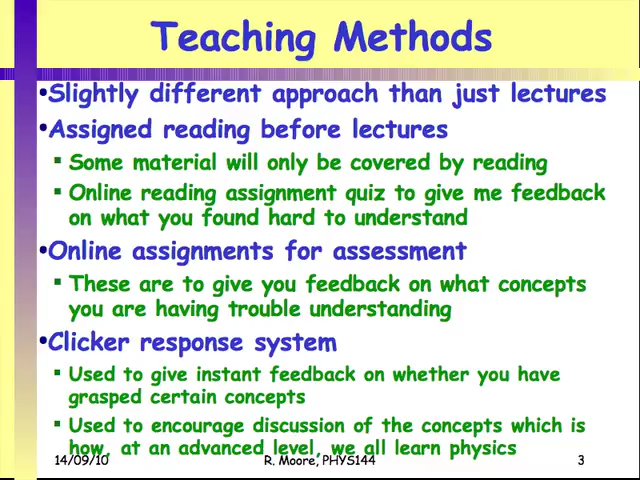 Teaching Methods
•Slightly different approach than just lectures
•Assigned reading before lectures
▪ Some material will only be covered by reading
▪ Online reading assignment quiz to give me feedback
on what you found hard to understand
•Online assignments for assessment
▪ These are to give you feedback on what concepts
you are having trouble understanding
•Clicker response system
▪ Used to give instant feedback on whether you have
grasped certain concepts
▪ Used to encourage discussion of the concepts which is
how, at an advanced level, we all learn physics
14/09/10 R. Moore, PHYS144 3